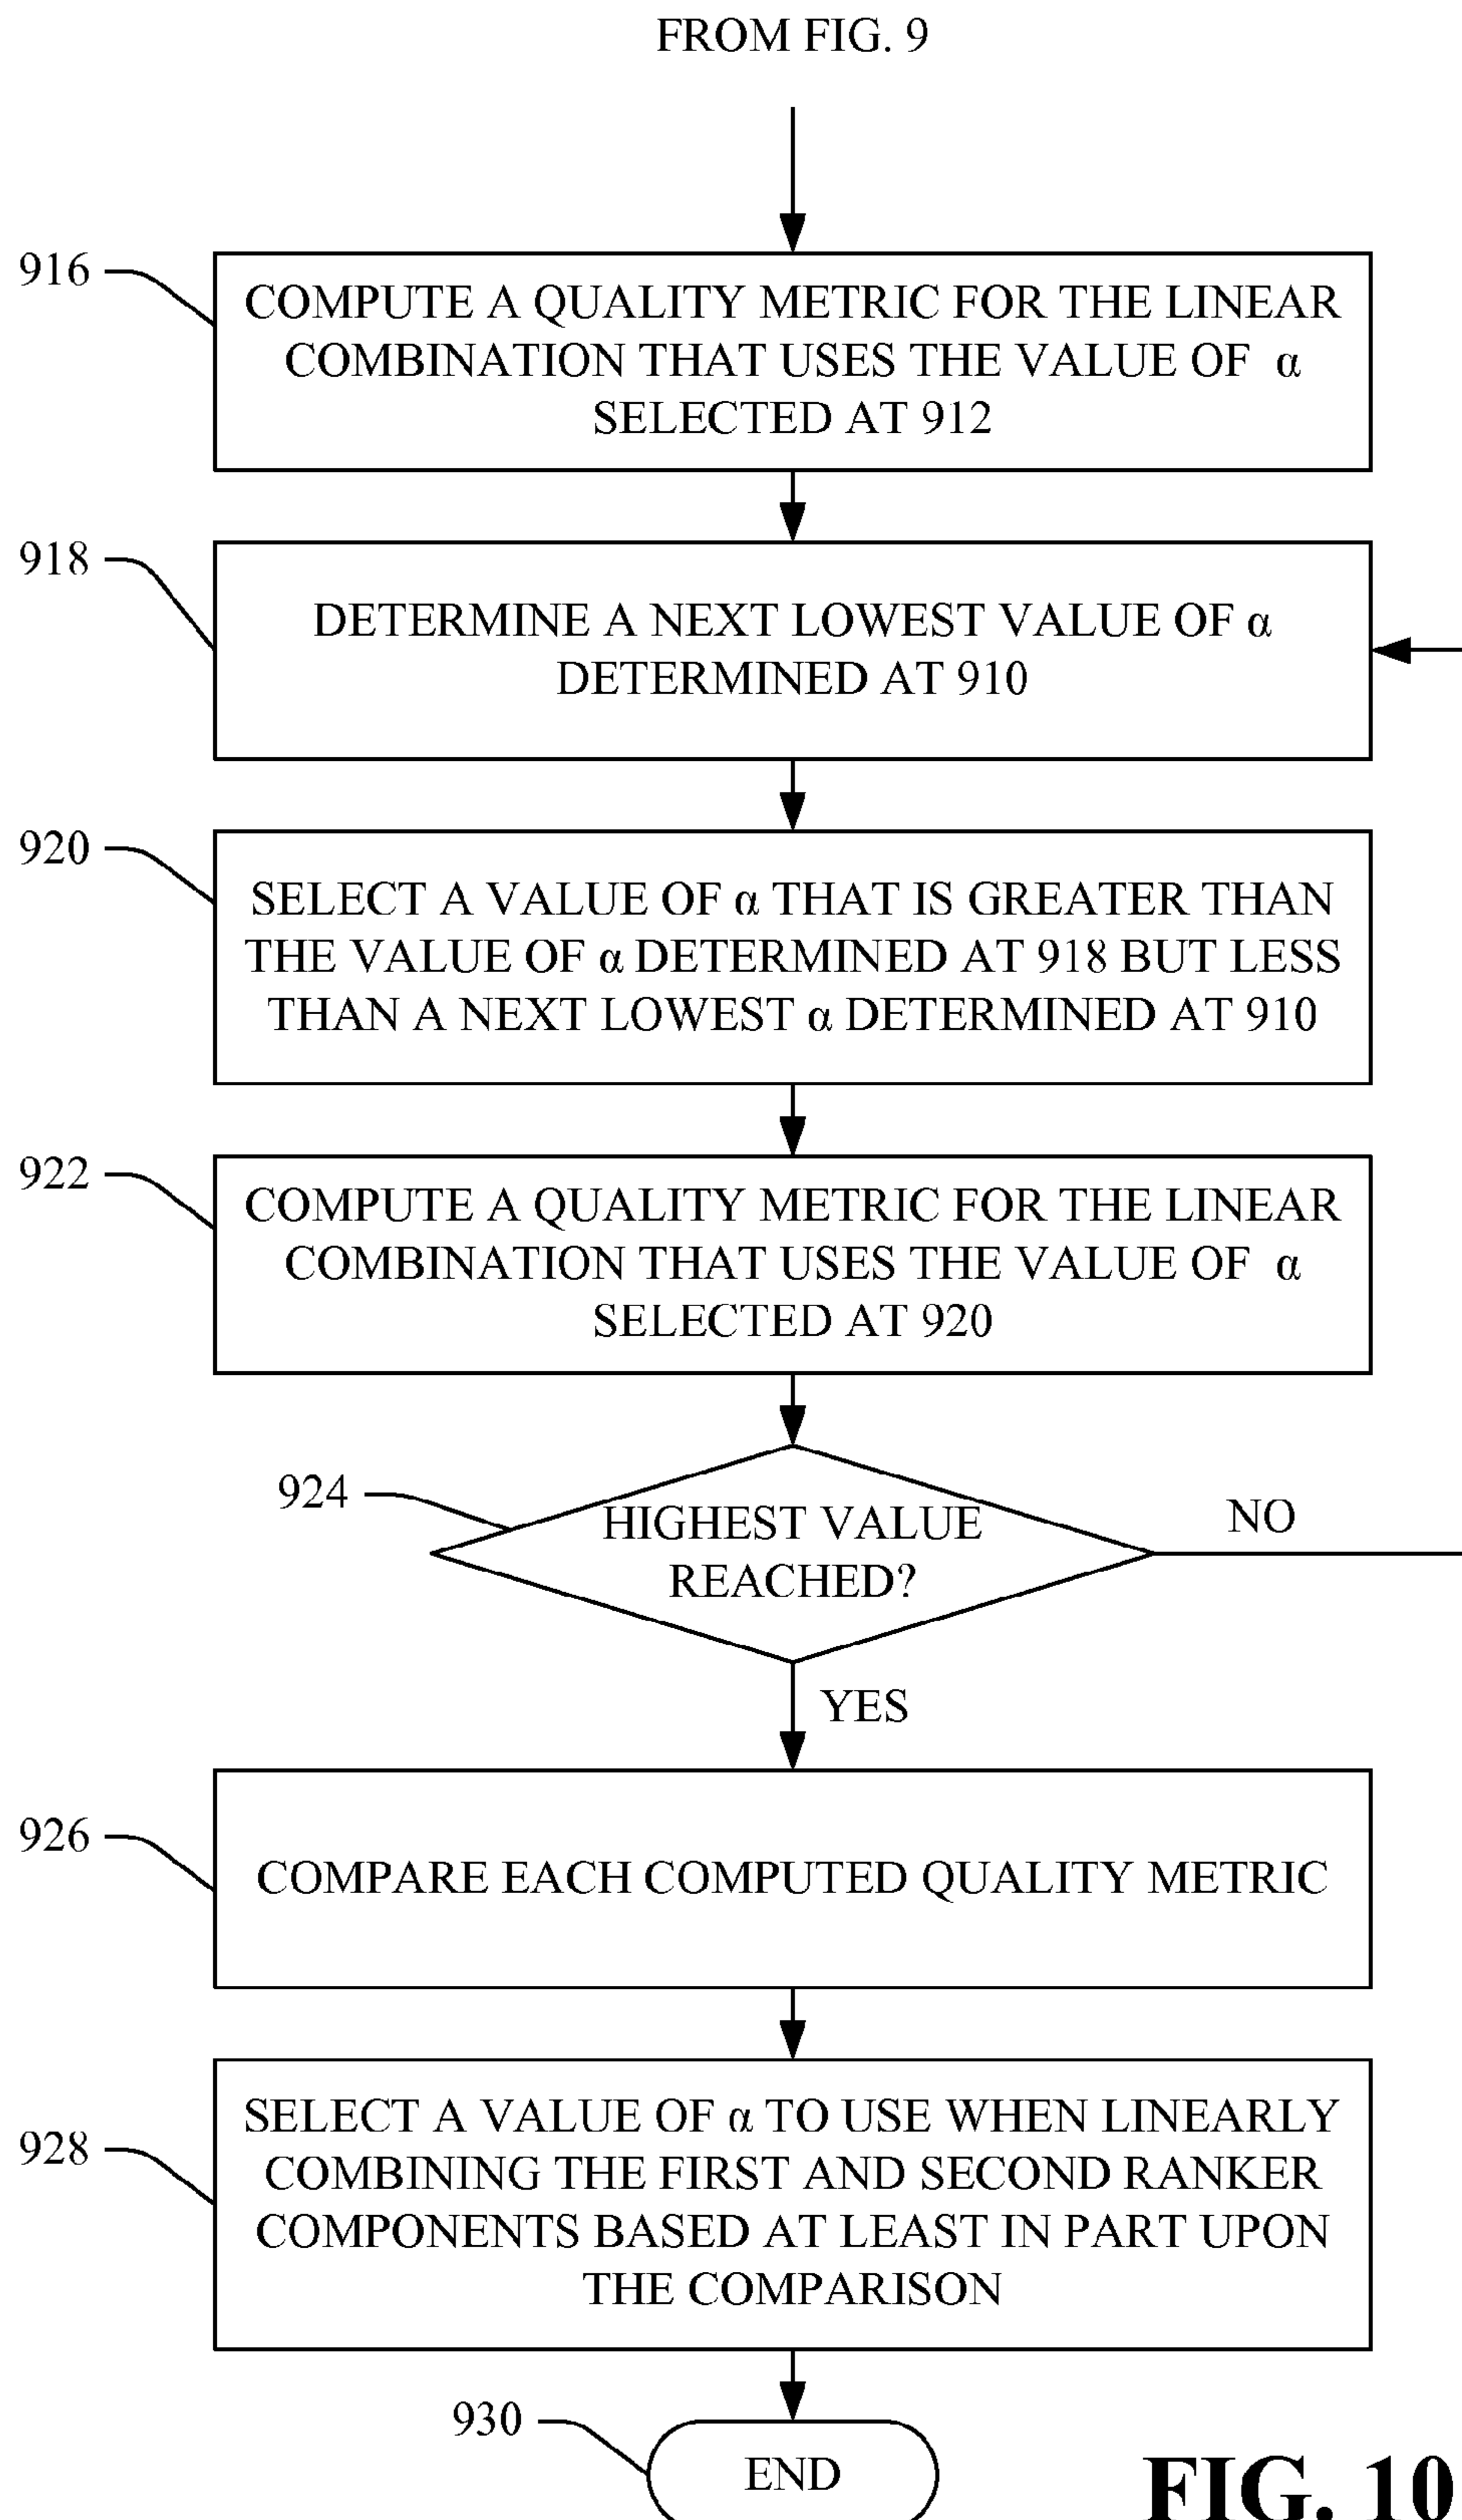 FROM FIG. 9
916
COMPUTE A QUALITY METRIC FOR THE LINEAR
COMBINATION THAT USES THE VALUE OF α
SELECTED AT 912
918
DETERMINE A NEXT LOWEST VALUE OF α
DETERMINED AT 910
920
SELECT A VALUE OF α THAT IS GREATER THAN
THE VALUE OF α DETERMINED AT 918 BUT LESS
THAN A NEXT LOWEST α DETERMINED AT 910
922
COMPUTE A QUALITY METRIC FOR THE LINEAR
COMBINATION THAT USES THE VALUE OF α
SELECTED AT 920
924
HIGHEST VALUE
REACHED?
NO
YES
926
COMPARE EACH COMPUTED QUALITY METRIC
928
SELECT A VALUE OF α TO USE WHEN LINEARLY
COMBINING THE FIRST AND SECOND RANKER
COMPONENTS BASED AT LEAST IN PART UPON
THE COMPARISON
930
END
FIG. 10